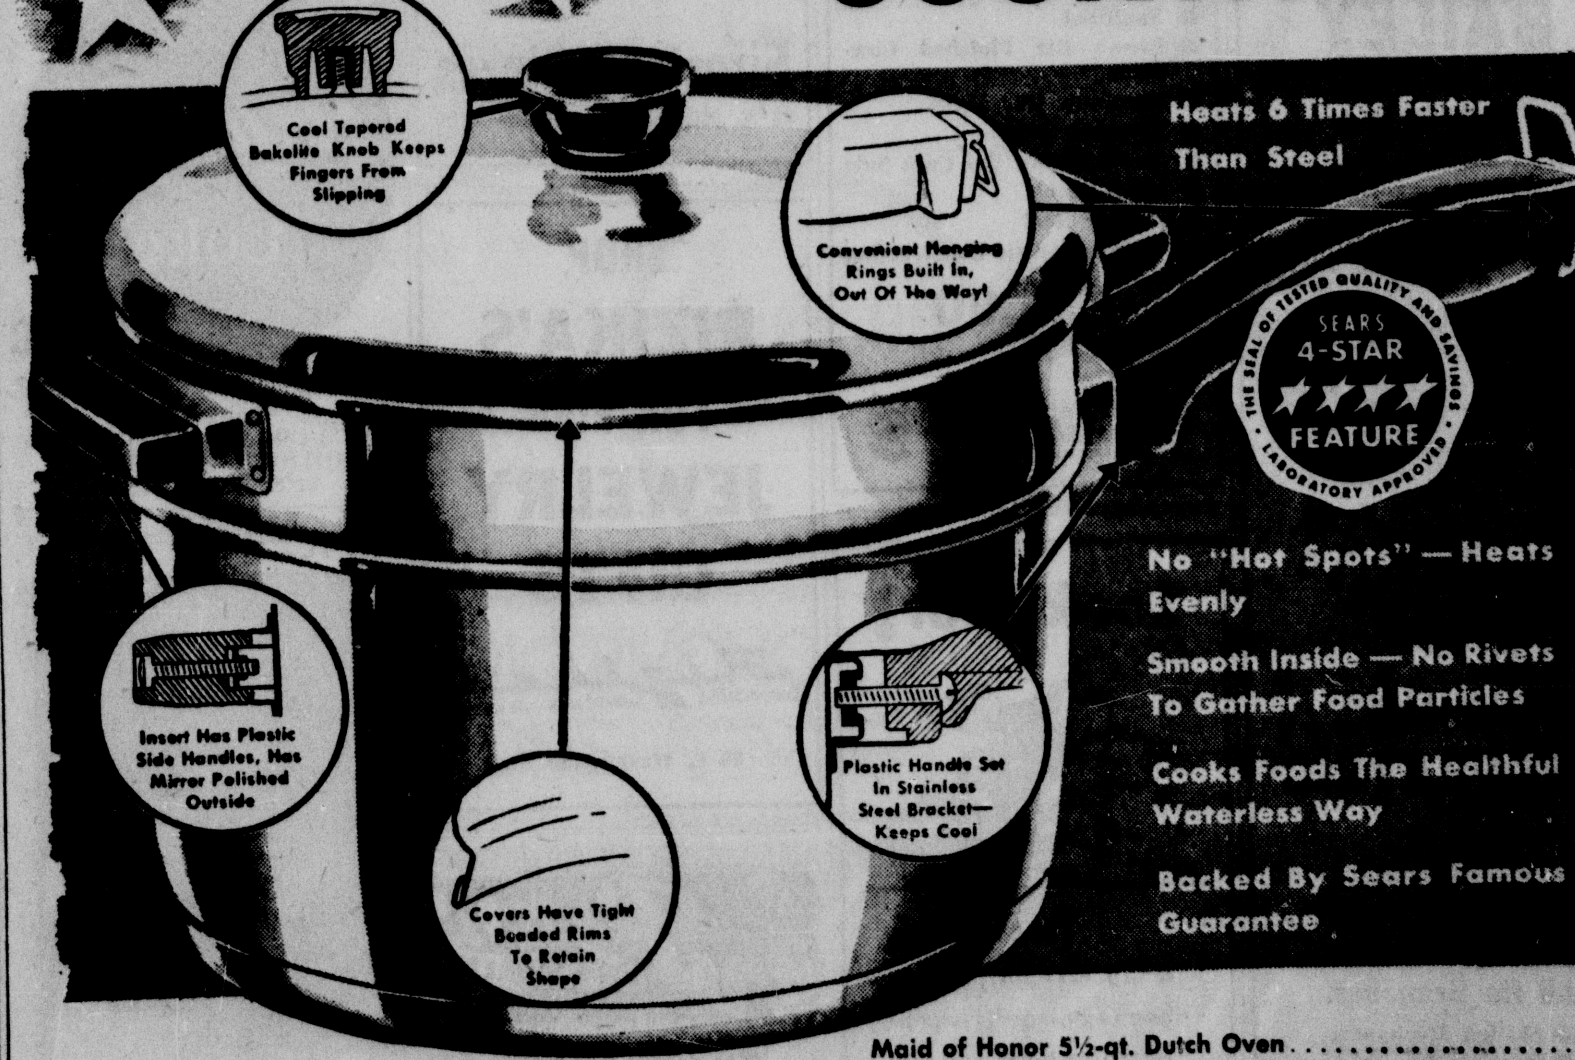 Cool Tapered
Bakelite Knob Keeps
Fingers From
Slipping
Convenient Hanging
Rings Built In,
Out Of The Way!
Heats 6 Times Faster
Than Steel
THE SEAL OF TESTED QUALITY AND SAVINGS
SEARS
4-STAR
FEATURE
• LABORATORY APPROVED •
No "Hot Spots" — Heats
Evenly
Smooth Inside — No Rivets
To Gather Food Particles
Cooks Foods The Healthful
Waterless Way
Backed By Sears Famous
Guarantee
Insert Has Plastic
Side Handles, Has
Mirror Polished
Outside
Plastic Handle Set
In Stainless
Steel Bracket—
Keeps Cool
Covers Have Tight
Beaded Rims
To Retain
Shape
Maid of Honor 5½-qt. Dutch Oven..................